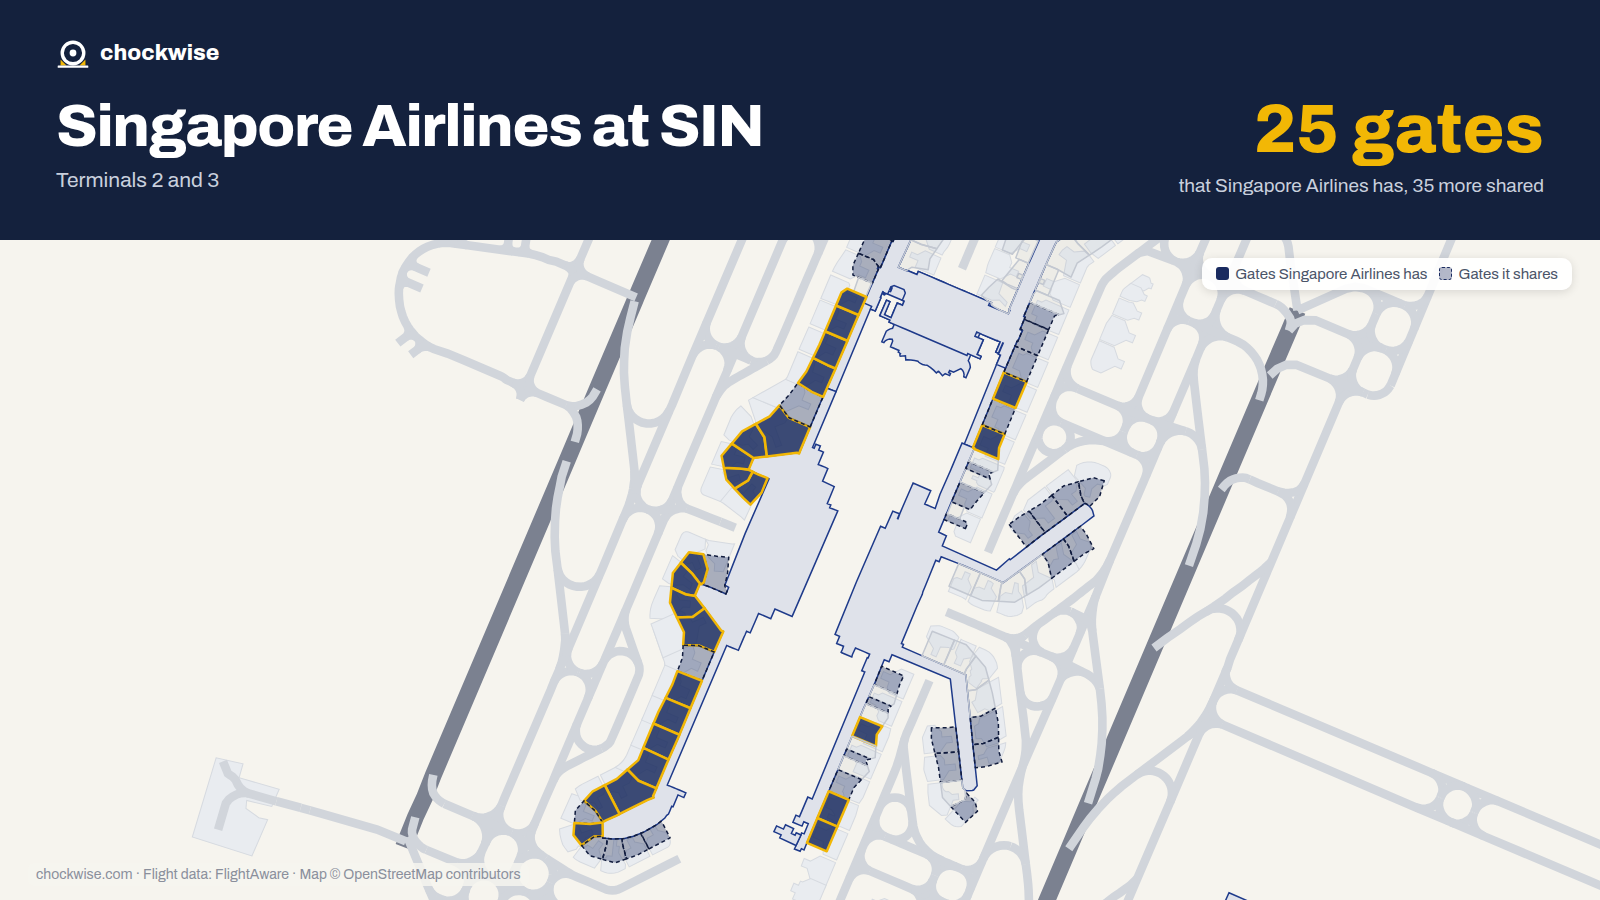 chockwise
Singapore Airlines at SIN
Terminals 2 and 3
25 gates
that Singapore Airlines has, 35 more shared
Gates Singapore Airlines has
Gates it shares
chockwise.com · Flight data: FlightAware · Map © OpenStreetMap contributors